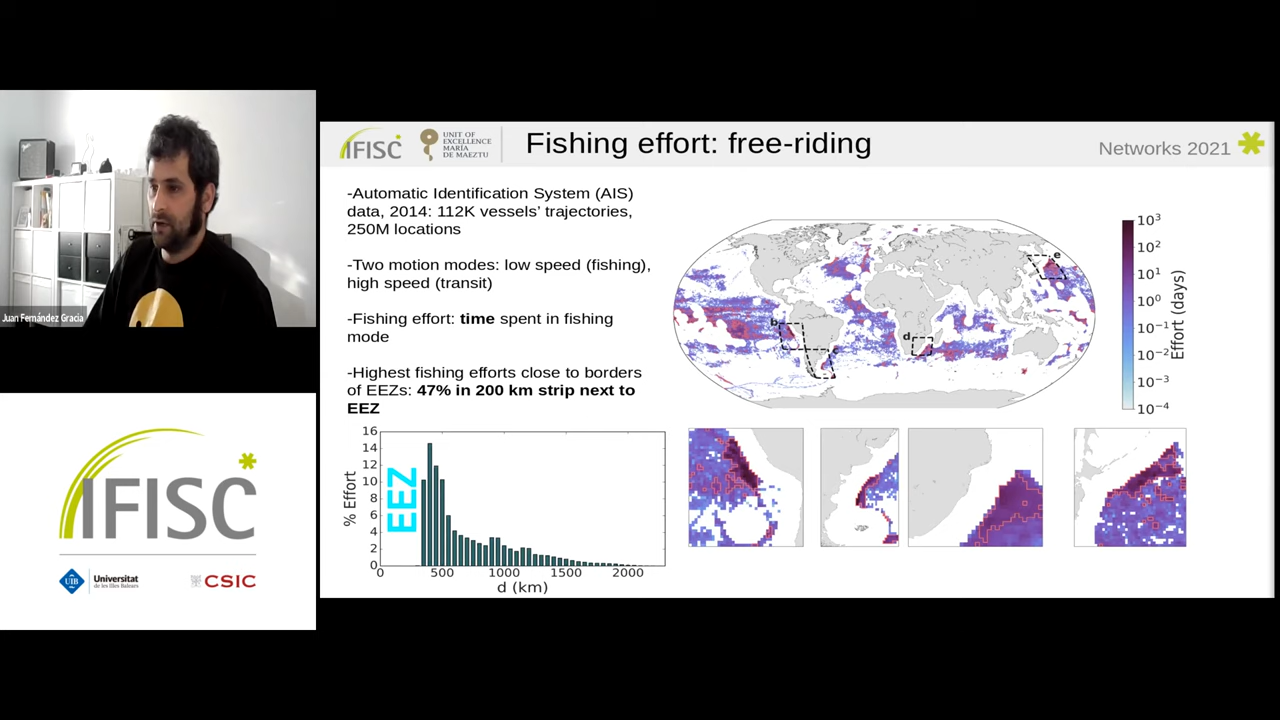 Juan Fernández Gracia
IFISC
UIB
Universitat
de les Illes Balears
CSIC
IFISC
UNIT OF
EXCELLENCE
MARÍA
DE MAEZTU
Fishing effort: free-riding
Networks 2021
-Automatic Identification System (AIS)
data, 2014: 112K vessels’ trajectories,
250M locations
-Two motion modes: low speed (fishing),
high speed (transit)
-Fishing effort: time spent in fishing
mode
-Highest fishing efforts close to borders
of EEZs: 47% in 200 km strip next to
EEZ
16
14
12
10
8
6
4
2
0
% Effort
EEZ
0 500 1000 1500 2000
d (km)
b
d
e
10³
10²
10¹
10⁰
10⁻¹
10⁻²
10⁻³
10⁻⁴
Effort (days)